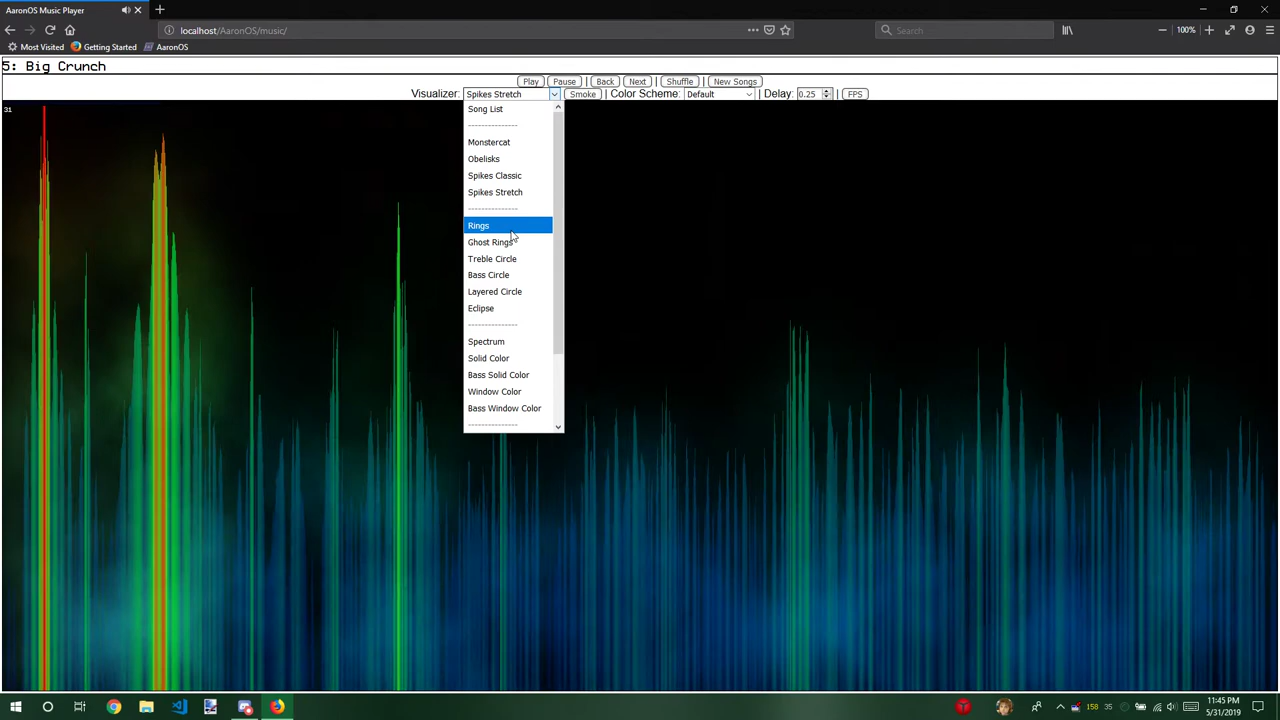 AaronOS Music Player
localhost/AaronOS/music/
Search
100%
Most Visited
Getting Started
AaronOS
5: Big Crunch
Play Pause | Back Next | Shuffle | New Songs
Visualizer: Spikes Stretch Smoke | Color Scheme: Default | Delay: 0.25 | FPS
31
Song List
---------------
Monstercat
Obelisks
Spikes Classic
Spikes Stretch
---------------
Rings
Ghost Rings
Treble Circle
Bass Circle
Layered Circle
Eclipse
---------------
Spectrum
Solid Color
Bass Solid Color
Window Color
Bass Window Color
---------------
158 35
11:45 PM
5/31/2019